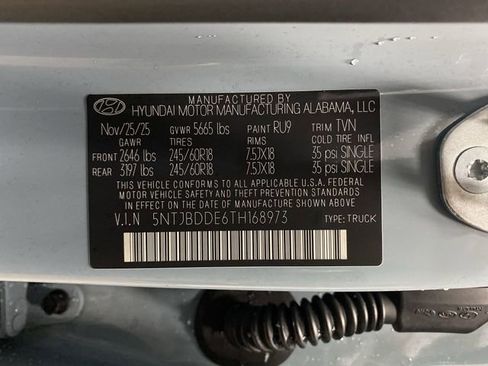 MANUFACTURED BY
HYUNDAI MOTOR MANUFACTURING ALABAMA, LLC
Nov/25/25 GVWR 5665 lbs PAINT RU9 TRIM TVN
GAWR TIRES RIMS COLD TIRE INFL
FRONT 2646 lbs 245/60R18 7.5JX18 35 psi SINGLE
REAR 3197 lbs 245/60R18 7.5JX18 35 psi SINGLE
THIS VEHICLE CONFORMS TO ALL APPLICABLE U.S.A. FEDERAL
MOTOR VEHICLE SAFETY AND BUMPER STANDARDS
IN EFFECT ON THE DATE OF MANUFACTURE SHOWN ABOVE.
V.I.N 5NTJBDDE6TH168973 TYPE: TRUCK